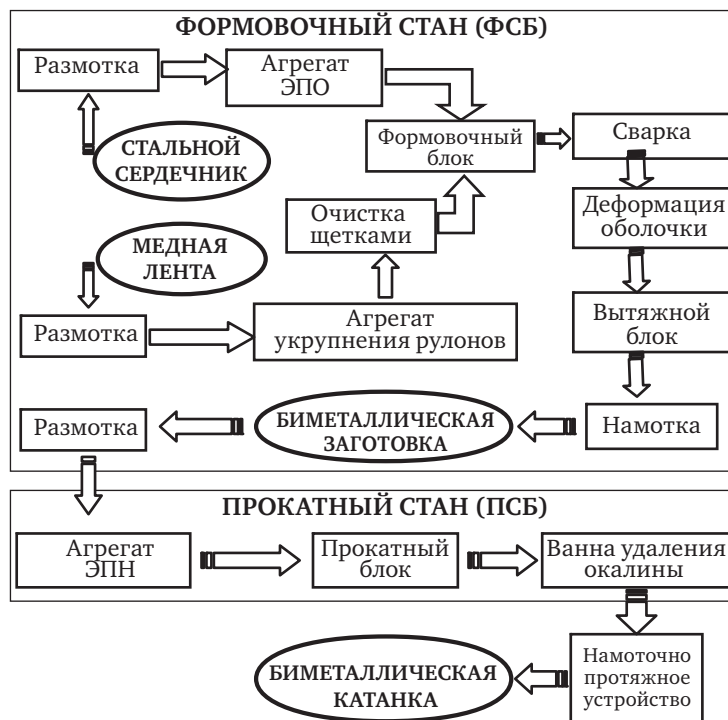 ФОРМОВОЧНЫЙ СТАН (ФСБ)
Размотка
Агрегат
ЭПО
СТАЛЬНОЙ
СЕРДЕЧНИК
Формовочный
блок
Сварка
Очистка
щетками
Деформация
оболочки
МЕДНАЯ
ЛЕНТА
Размотка
Агрегат
укрупнения рулонов
Вытяжной
блок
Размотка
БИМЕТАЛЛИЧЕСКАЯ
ЗАГОТОВКА
Намотка
ПРОКАТНЫЙ СТАН (ПСБ)
Агрегат
ЭПН
Прокатный
блок
Ванна удаления
окалины
БИМЕТАЛЛИЧЕСКАЯ
КАТАНКА
Намоточно
протяжное
устройство